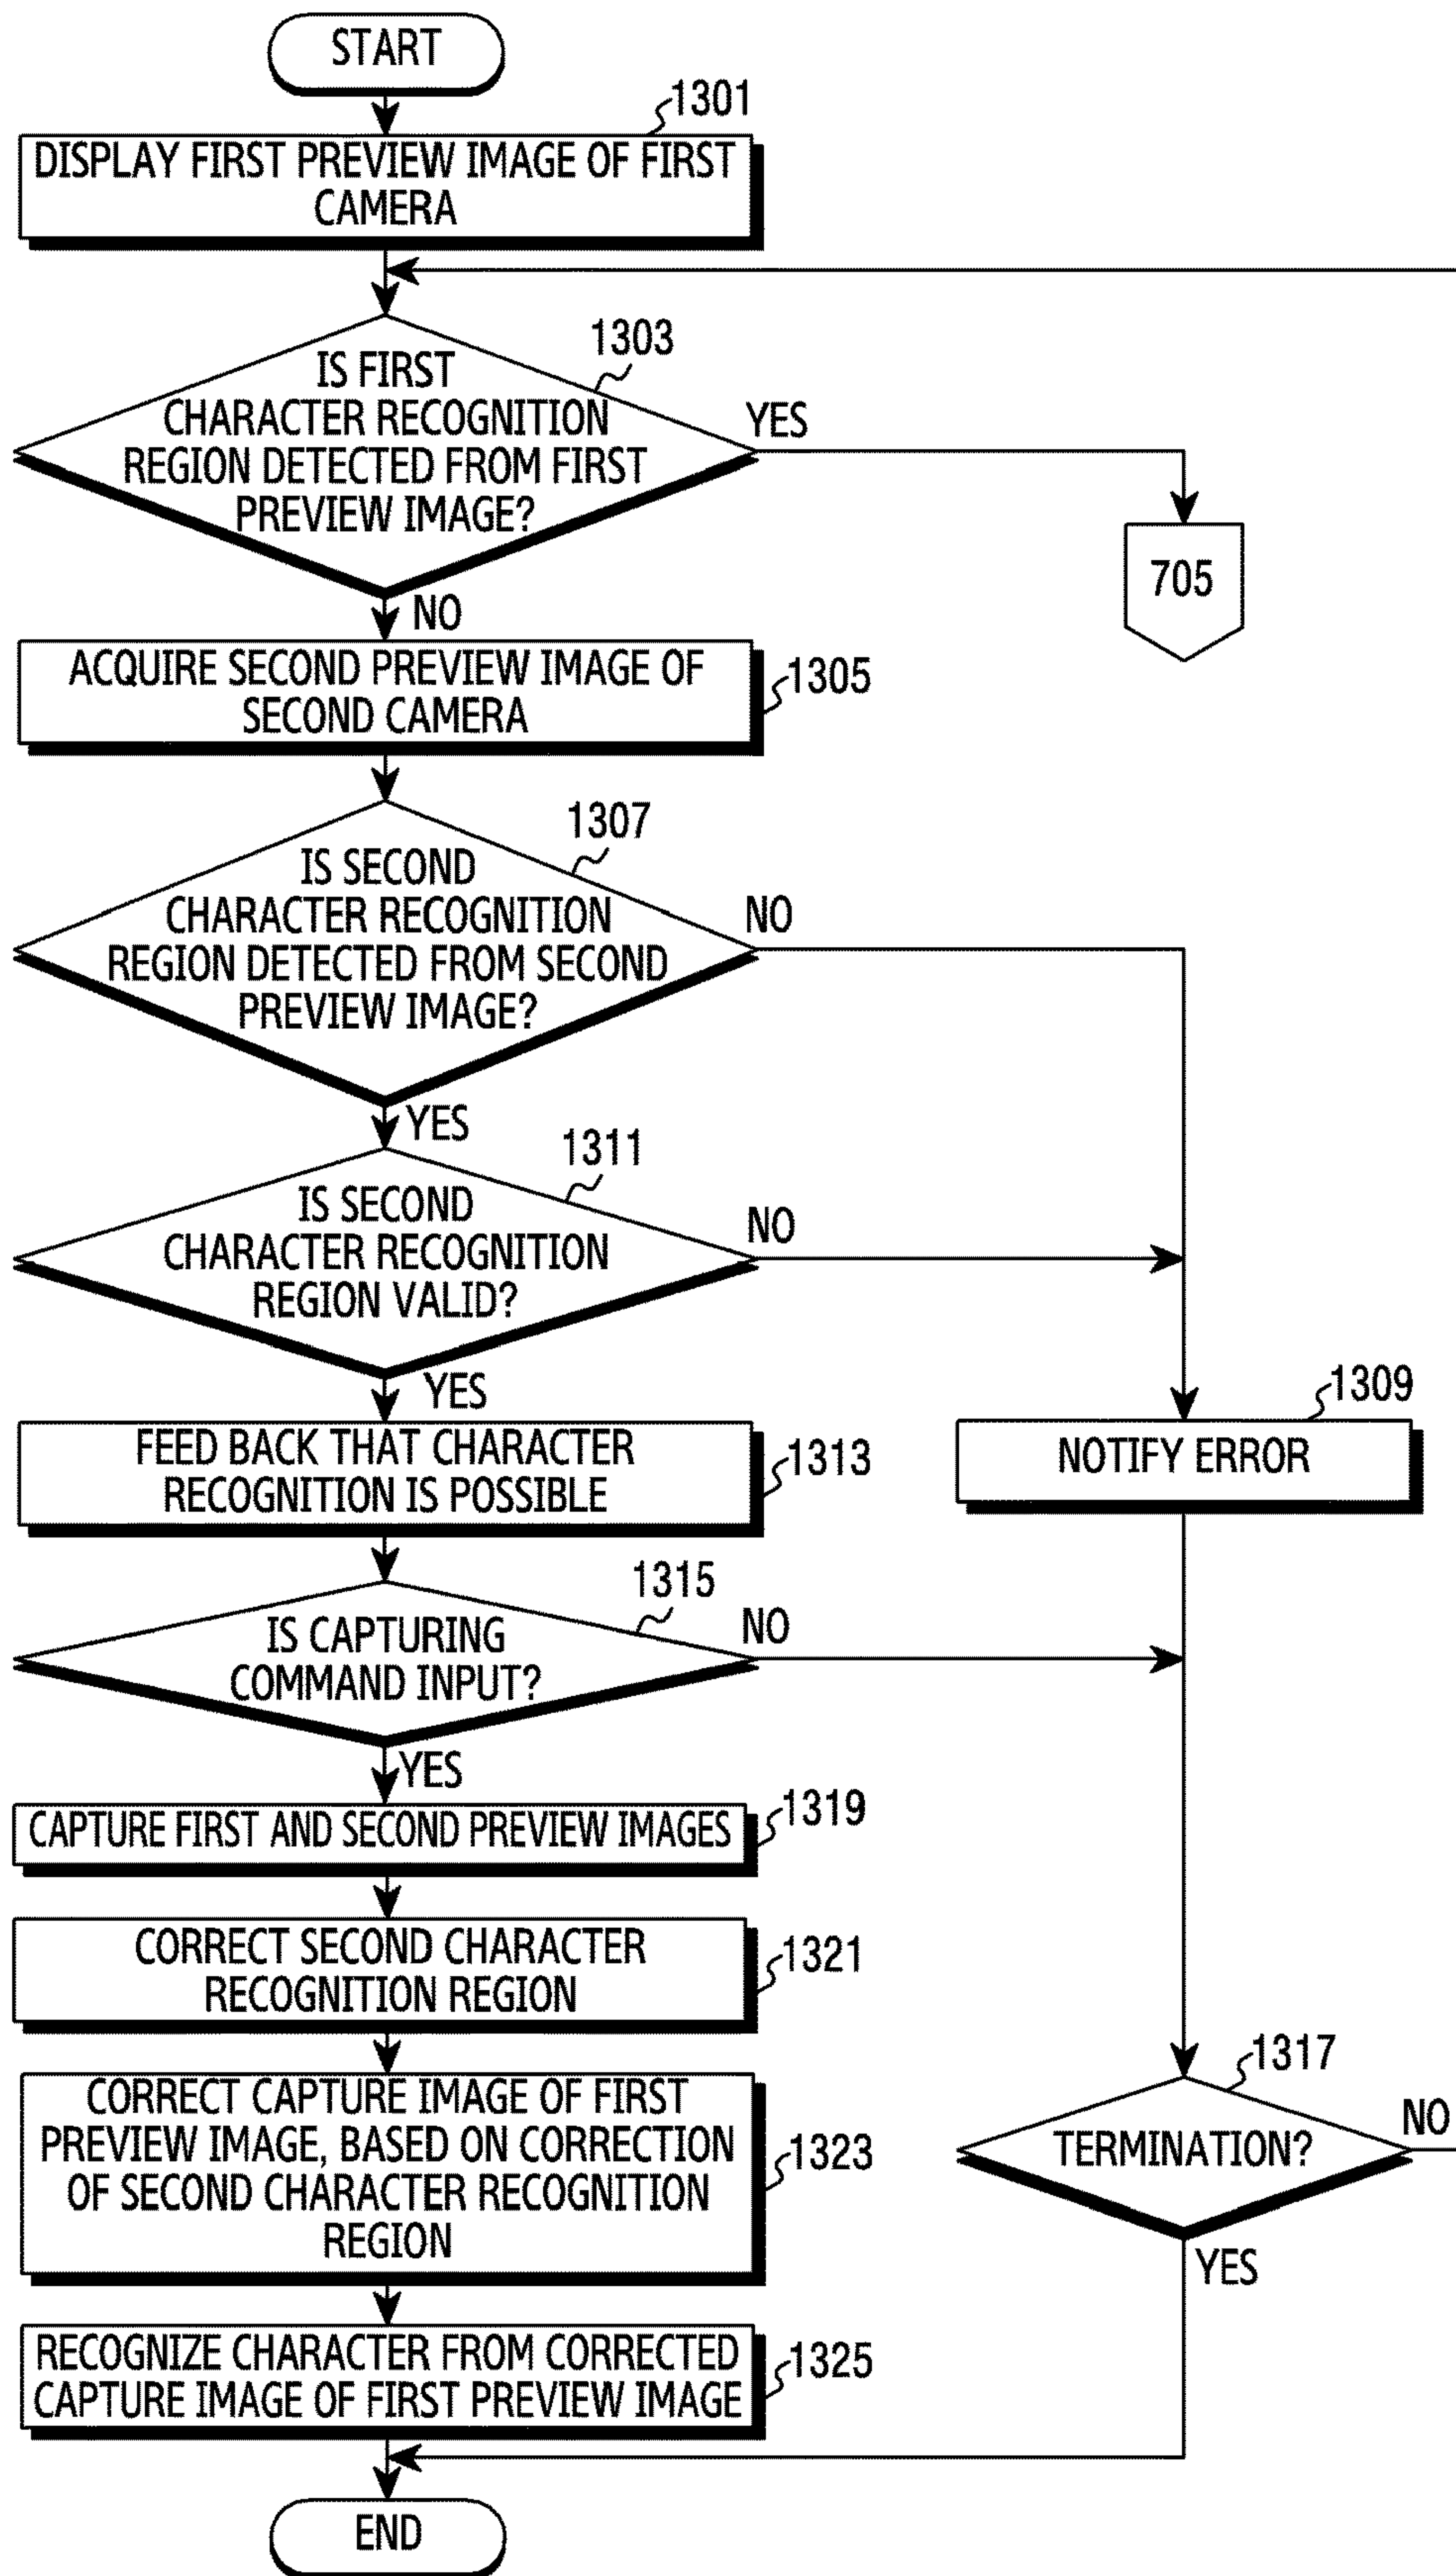 START
1301
DISPLAY FIRST PREVIEW IMAGE OF FIRST
CAMERA
1303
IS FIRST
CHARACTER RECOGNITION
REGION DETECTED FROM FIRST
PREVIEW IMAGE?
YES
705
NO
ACQUIRE SECOND PREVIEW IMAGE OF
SECOND CAMERA
1305
1307
IS SECOND
CHARACTER RECOGNITION
REGION DETECTED FROM SECOND
PREVIEW IMAGE?
NO
YES
1311
IS SECOND
CHARACTER RECOGNITION
REGION VALID?
NO
YES
1309
NOTIFY ERROR
FEED BACK THAT CHARACTER
RECOGNITION IS POSSIBLE
1313
1315
IS CAPTURING
COMMAND INPUT?
NO
YES
CAPTURE FIRST AND SECOND PREVIEW IMAGES
1319
CORRECT SECOND CHARACTER
RECOGNITION REGION
1321
1317
TERMINATION?
NO
YES
CORRECT CAPTURE IMAGE OF FIRST
PREVIEW IMAGE, BASED ON CORRECTION
OF SECOND CHARACTER RECOGNITION
REGION
1323
RECOGNIZE CHARACTER FROM CORRECTED
CAPTURE IMAGE OF FIRST PREVIEW IMAGE
1325
END